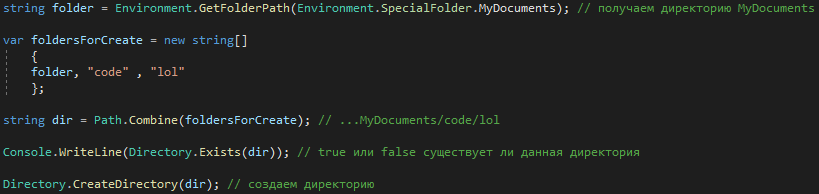 string folder = Environment.GetFolderPath(Environment.SpecialFolder.MyDocuments); // получаем директорию MyDocuments
var foldersForCreate = new string[]
{
folder, "code" , "lol"
};
string dir = Path.Combine(foldersForCreate); // ...MyDocuments/code/lol
Console.WriteLine(Directory.Exists(dir)); // true или false существует ли данная директория
Directory.CreateDirectory(dir); // создаем директорию